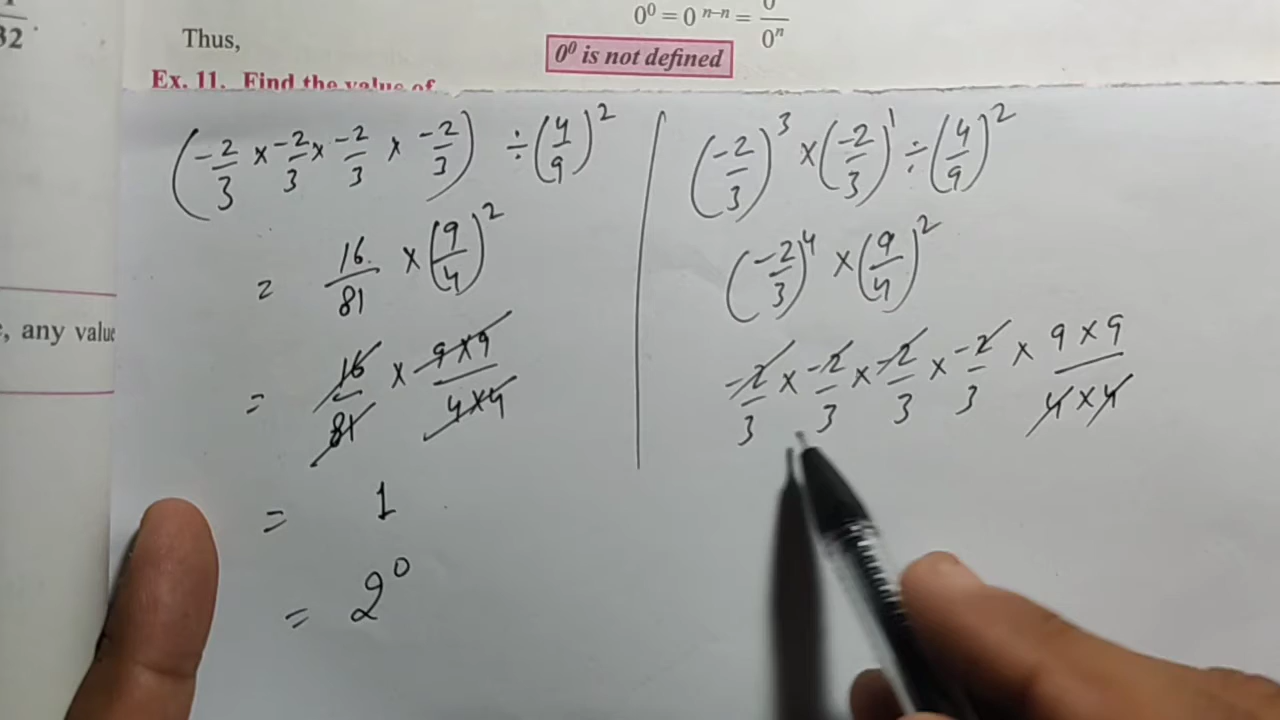 32
0⁰ = 0ⁿ⁻ⁿ = 0/0ⁿ
Thus,
0⁰ is not defined
Ex. 11. Find the value of
, any value
(-2/3 × -2/3 × -2/3 × -2/3) ÷ (4/9)²
= 16/81 × (9/4)²
= 16/81 × 9×9/4×4
= 1
= 2⁰
(-2/3)³ × (-2/3)¹ ÷ (4/9)²
(-2/3)⁴ × (9/4)²
-2/3 × -2/3 × -2/3 × -2/3 × 9×9/4×4